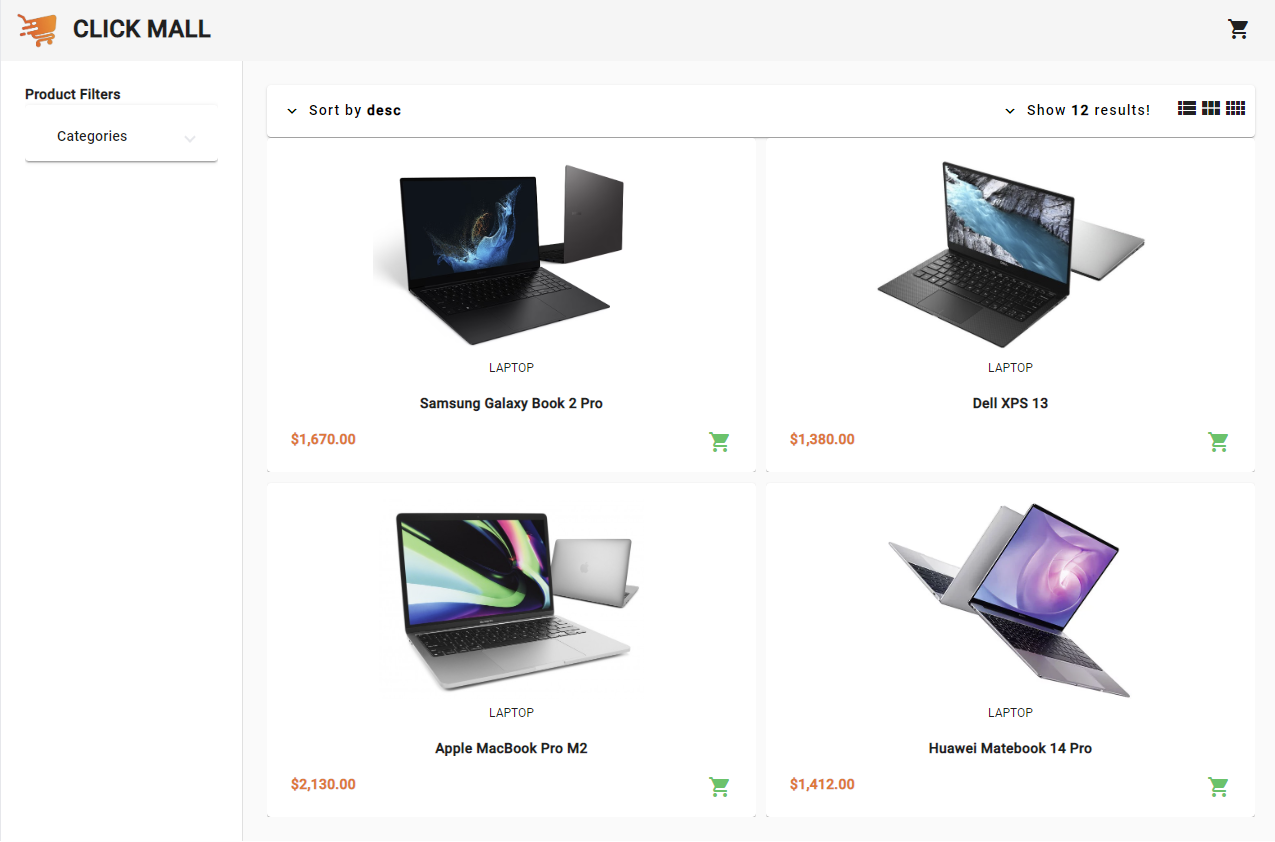 CLICK MALL
Product Filters
Categories
Sort by desc
Show 12 results!
LAPTOP
Samsung Galaxy Book 2 Pro
$1,670.00
LAPTOP
Dell XPS 13
$1,380.00
LAPTOP
Apple MacBook Pro M2
$2,130.00
LAPTOP
Huawei Matebook 14 Pro
$1,412.00